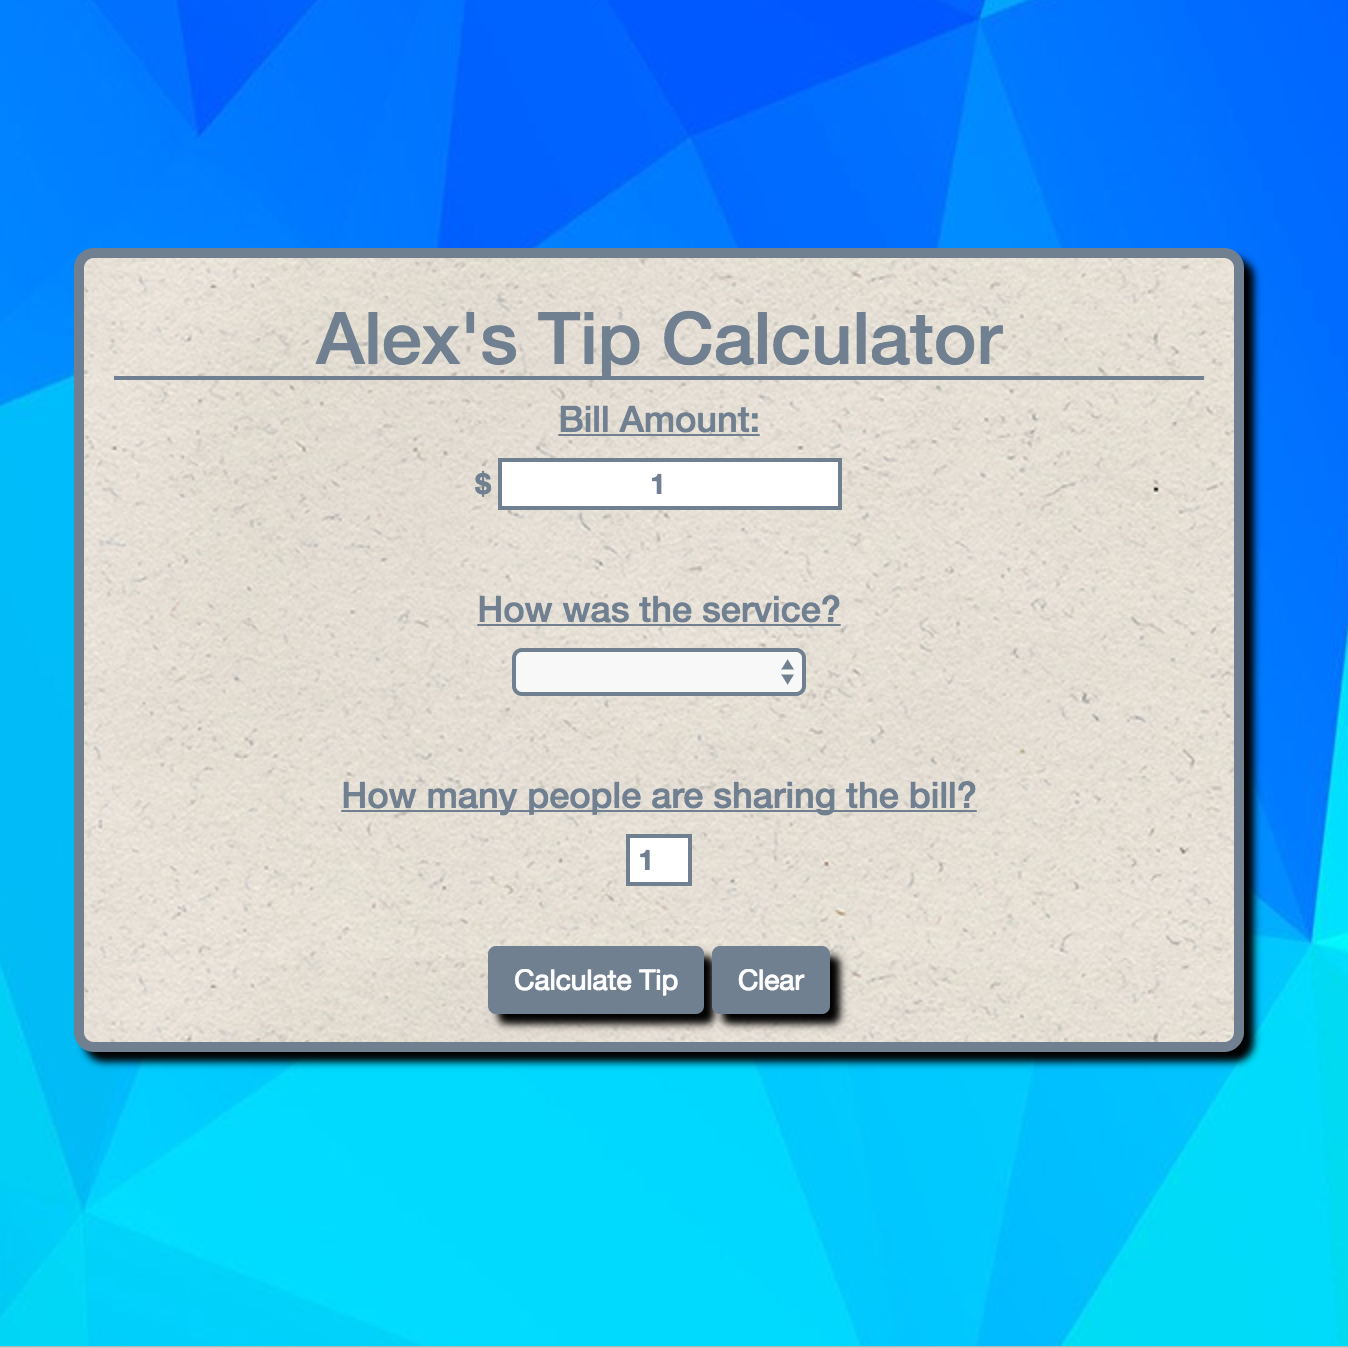 Alex's Tip Calculator
Bill Amount:
$ 1
How was the service?
How many people are sharing the bill?
1
Calculate Tip Clear